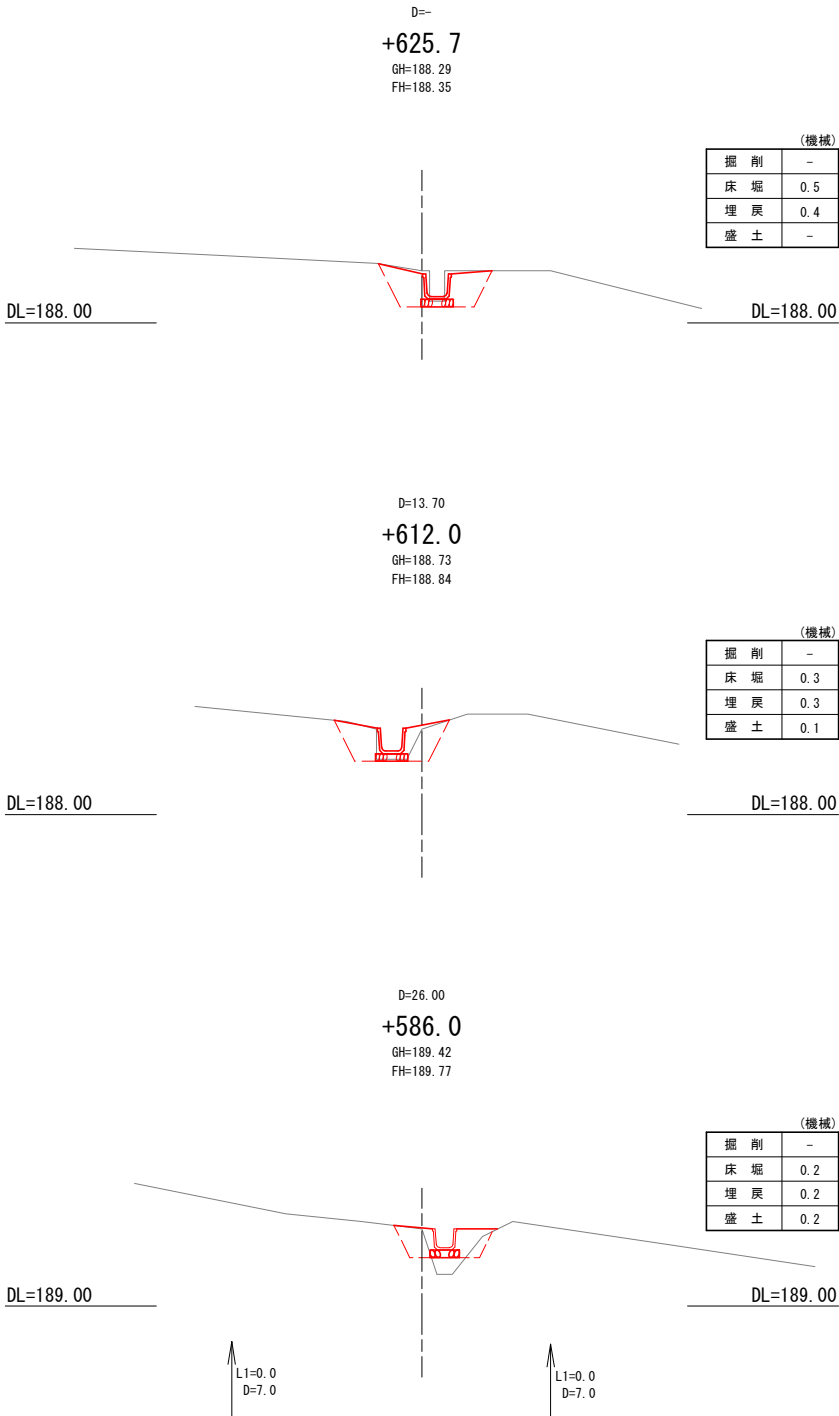 D=-
+625.7
GH=188.29
FH=188.35
(機械)
掘 削 -
床 堀 0.5
埋 戻 0.4
盛 土 -
DL=188.00 DL=188.00
D=13.70
+612.0
GH=188.73
FH=188.84
(機械)
掘 削 -
床 堀 0.3
埋 戻 0.3
盛 土 0.1
DL=188.00 DL=188.00
D=26.00
+586.0
GH=189.42
FH=189.77
(機械)
掘 削 -
床 堀 0.2
埋 戻 0.2
盛 土 0.2
DL=189.00 DL=189.00
L1=0.0
D=7.0
L1=0.0
D=7.0